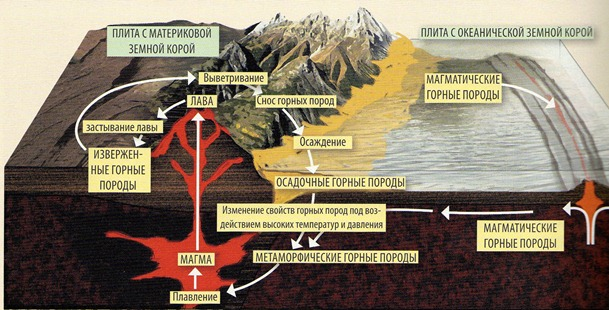 ПЛИТА С МАТЕРИКОВОЙ
ЗЕМНОЙ КОРОЙ
ПЛИТА С ОКЕАНИЧЕСКОЙ ЗЕМНОЙ КОРОЙ
Выветривание
МАГМАТИЧЕСКИЕ
ГОРНЫЕ ПОРОДЫ
ЛАВА
Снос горных пород
застывание лавы
Осаждение
ИЗВЕРЖЕН-
НЫЕ ГОРНЫЕ
ПОРОДЫ
ОСАДОЧНЫЕ ГОРНЫЕ ПОРОДЫ
Изменение свойств горных пород под воз-
действием высоких температур и давления
МАГМАТИЧЕСКИЕ
ГОРНЫЕ ПОРОДЫ
МАГМА
МЕТАМОРФИЧЕСКИЕ ГОРНЫЕ ПОРОДЫ
Плавление